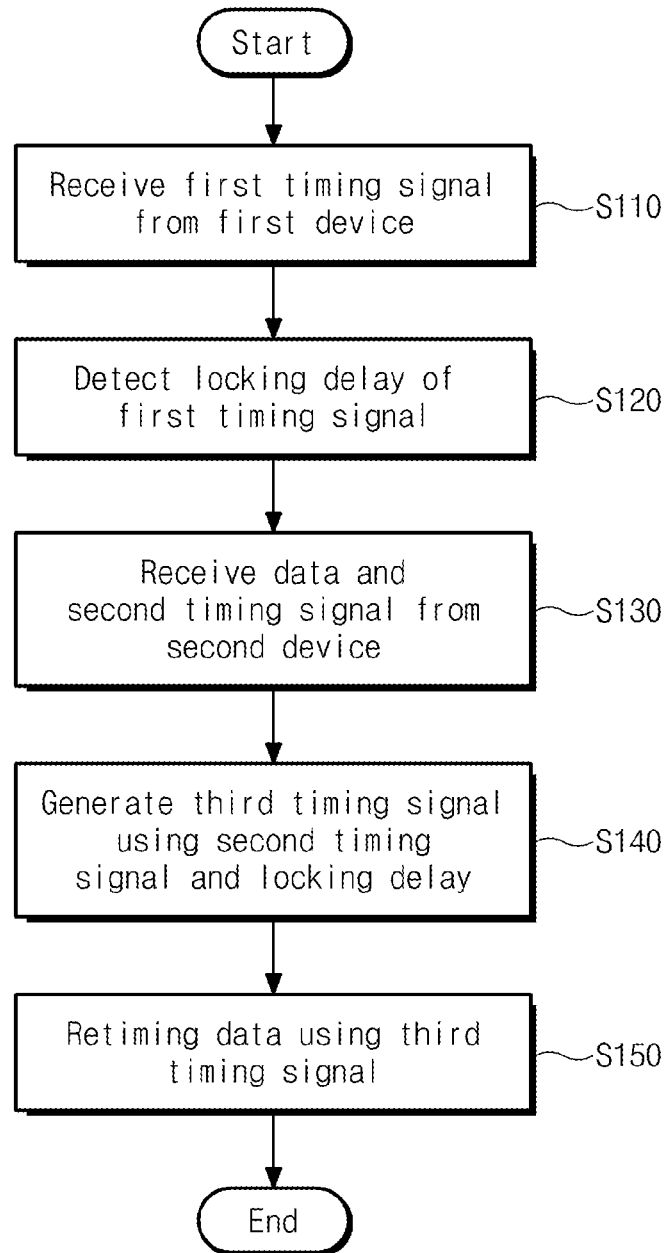 Start
Receive first timing signal
from first device
S110
Detect locking delay of
first timing signal
S120
Receive data and
second timing signal from
second device
S130
Generate third timing signal
using second timing
signal and locking delay
S140
Retiming data using third
timing signal
S150
End